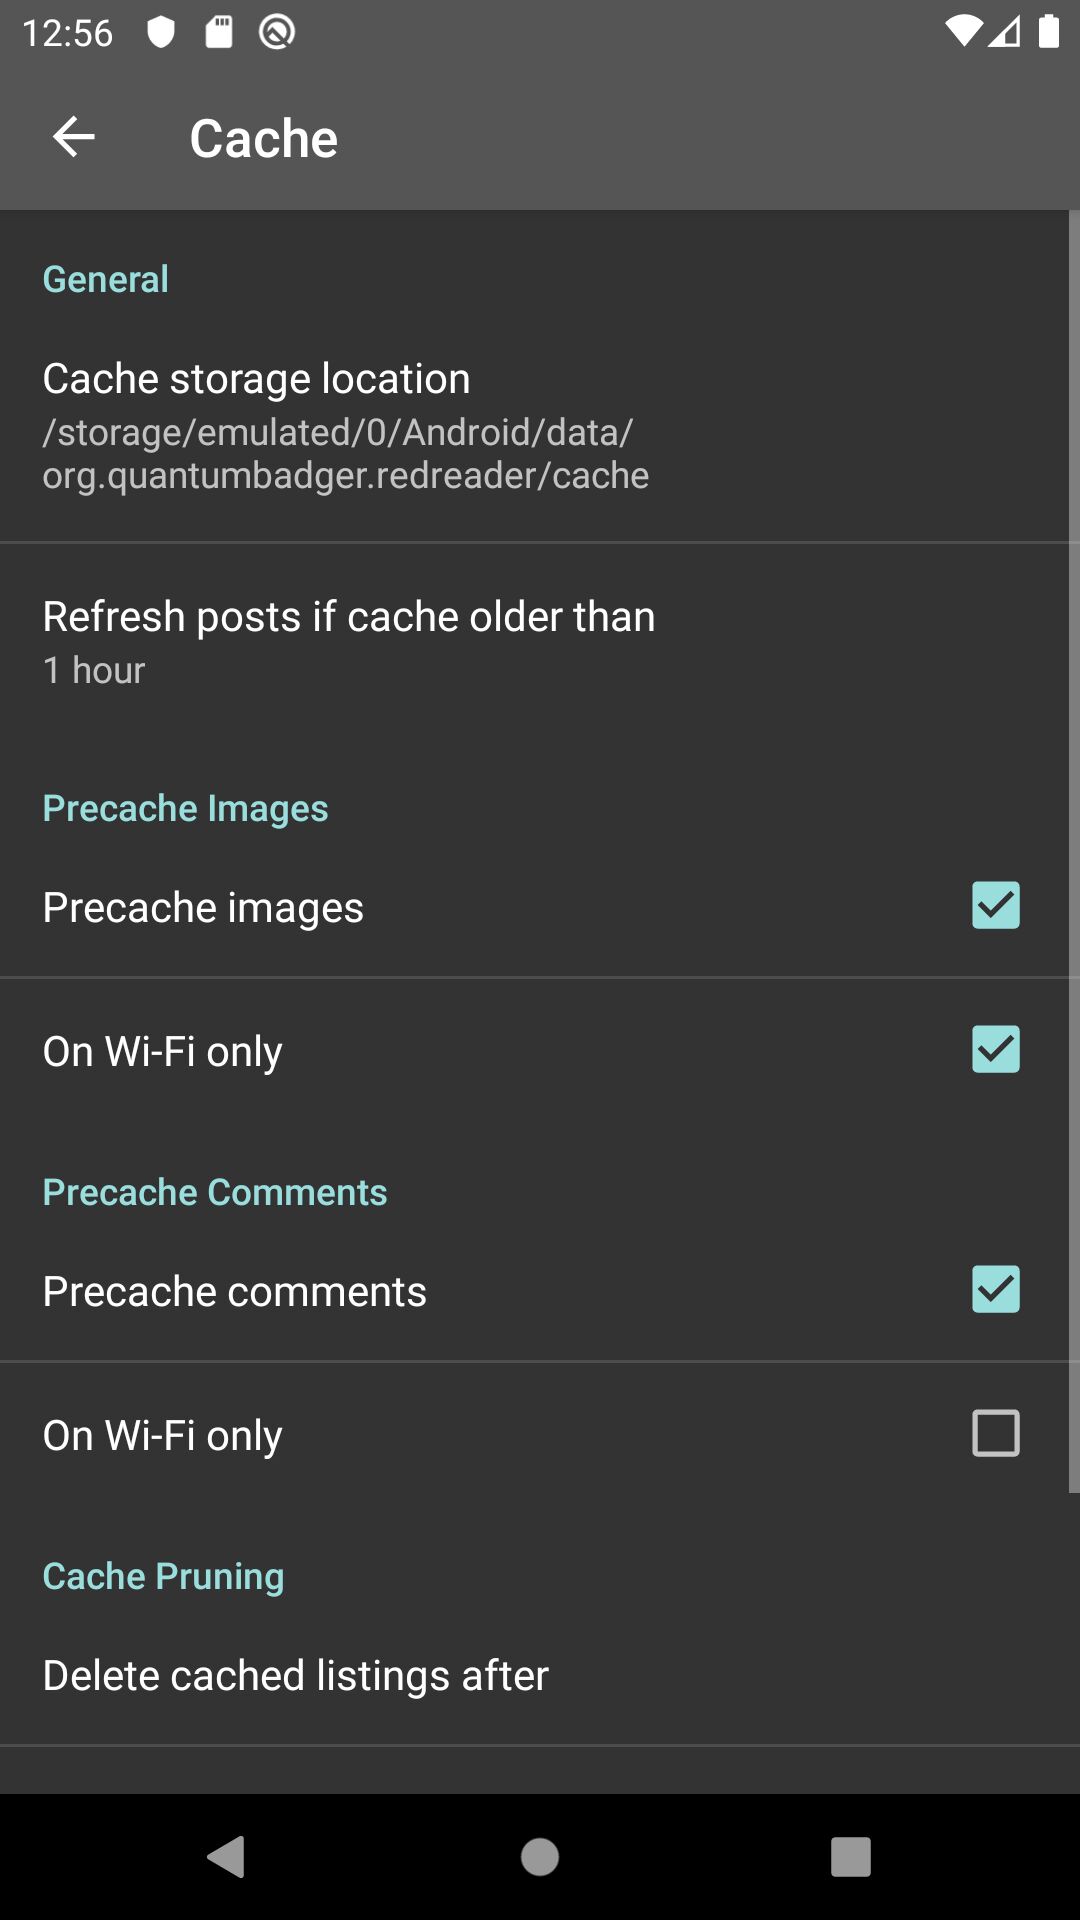 12:56
Cache
General
Cache storage location
/storage/emulated/0/Android/data/
org.quantumbadger.redreader/cache
Refresh posts if cache older than
1 hour
Precache Images
Precache images
On Wi-Fi only
Precache Comments
Precache comments
On Wi-Fi only
Cache Pruning
Delete cached listings after